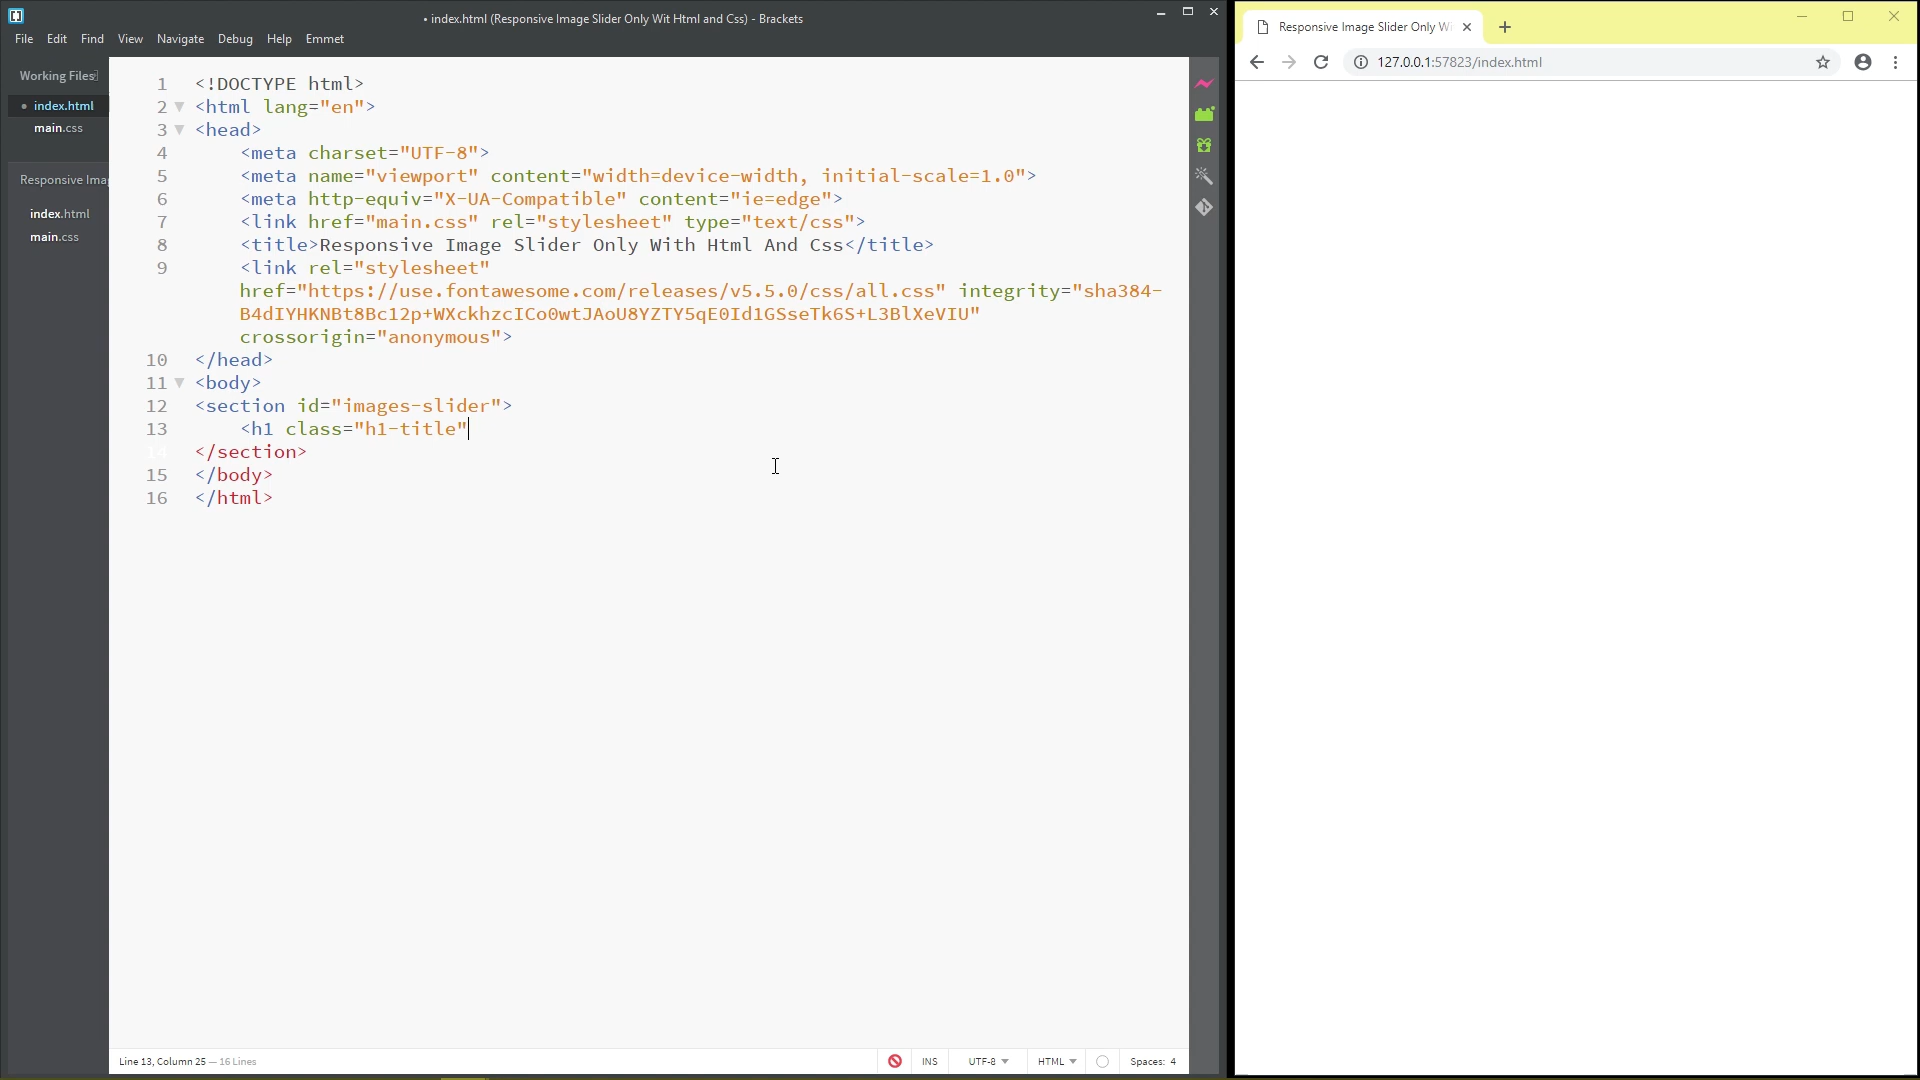 • index.html (Responsive Image Slider Only Wit Html and Css) - Brackets
File Edit Find View Navigate Debug Help Emmet
Working Files
• index.html
main.css
Responsive Ima
index.html
main.css
1 <!DOCTYPE html>
2 <html lang="en">
3 <head>
4 <meta charset="UTF-8">
5 <meta name="viewport" content="width=device-width, initial-scale=1.0">
6 <meta http-equiv="X-UA-Compatible" content="ie=edge">
7 <link href="main.css" rel="stylesheet" type="text/css">
8 <title>Responsive Image Slider Only With Html And Css</title>
9 <link rel="stylesheet"
href="https://use.fontawesome.com/releases/v5.5.0/css/all.css" integrity="sha384-
B4dIYHKNBt8Bc12p+WXckhzcICo0wtJAoU8YZTY5qE0Id1GSseTk6S+L3BlXeVIU"
crossorigin="anonymous">
10 </head>
11 <body>
12 <section id="images-slider">
13 <h1 class="h1-title"
14 </section>
15 </body>
16 </html>
Line 13, Column 25 — 16 Lines
INS UTF-8 HTML Spaces: 4
Responsive Image Slider Only W
127.0.0.1:57823/index.html